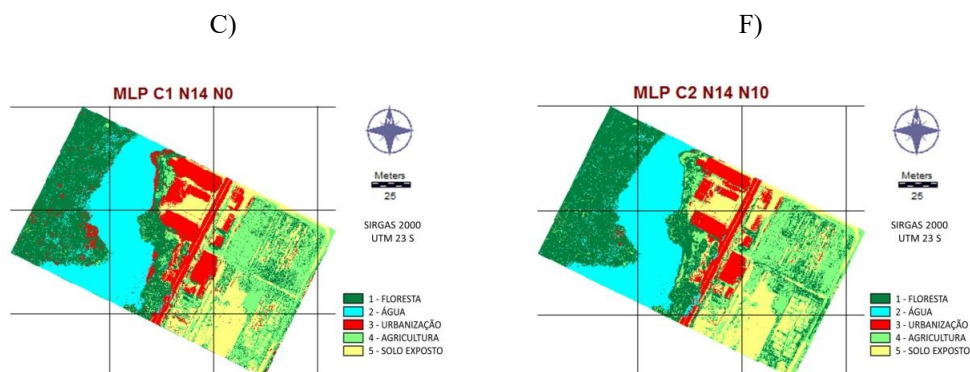 C)
F)
MLP C1 N14 N0
N
Meters
25
SIRGAS 2000
UTM 23 S
1 - FLORESTA
2 - ÁGUA
3 - URBANIZAÇÃO
4 - AGRICULTURA
5 - SOLO EXPOSTO
MLP C2 N14 N10
N
Meters
25
SIRGAS 2000
UTM 23 S
1 - FLORESTA
2 - ÁGUA
3 - URBANIZAÇÃO
4 - AGRICULTURA
5 - SOLO EXPOSTO